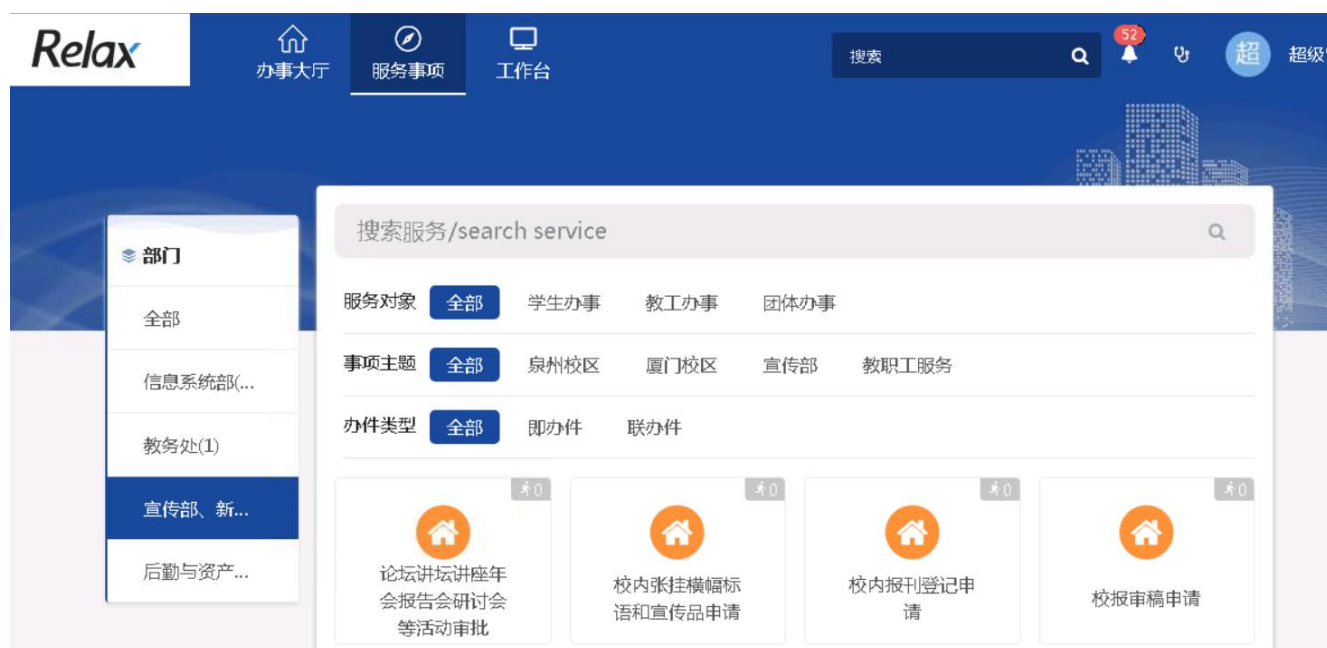 Relax
办事大厅
服务事项
工作台
搜索
52
超
超级
部门
全部
信息系统部(...
教务处(1)
宣传部、新...
后勤与资产...
搜索服务/search service
服务对象 全部 学生办事 教工办事 团体办事
事项主题 全部 泉州校区 厦门校区 宣传部 教职工服务
办件类型 全部 即办件 联办件
0
论坛讲坛讲座年
会报告会研讨会
等活动审批
0
校内张挂横幅标
语和宣传品申请
0
校内报刊登记申
请
0
校报审稿申请